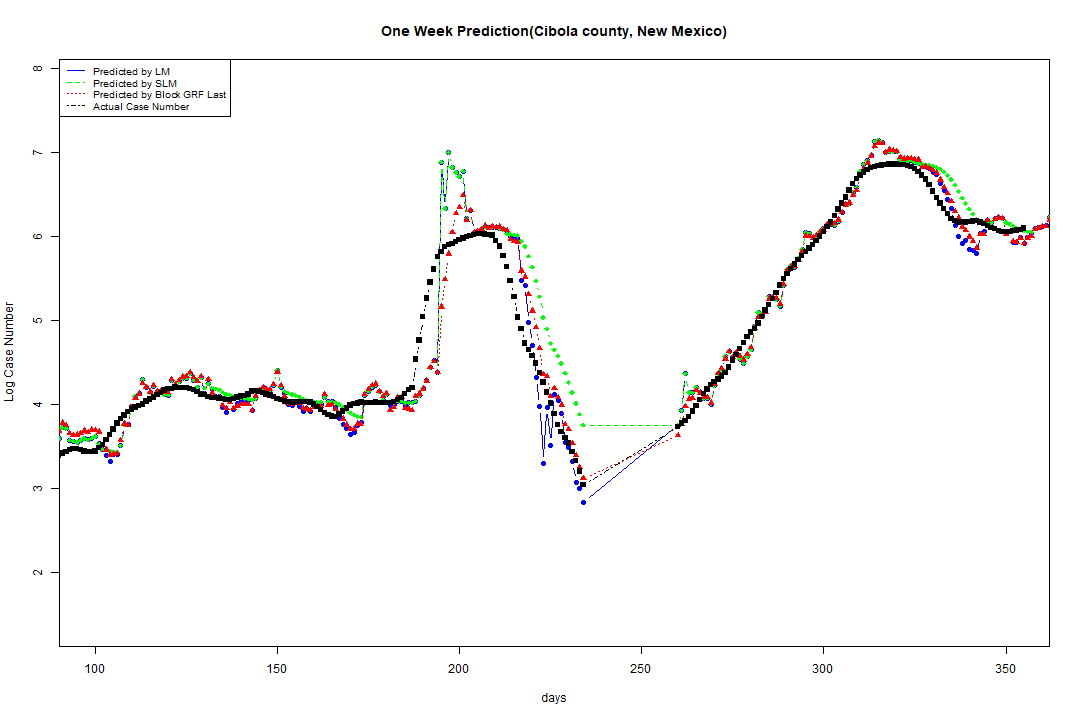 One Week Prediction(Cibola county, New Mexico)
Predicted by LM
Predicted by SLM
Predicted by Block GRF Last
Actual Case Number
8
7
6
5
4
3
2
Log Case Number
100 150 200 250 300 350
days